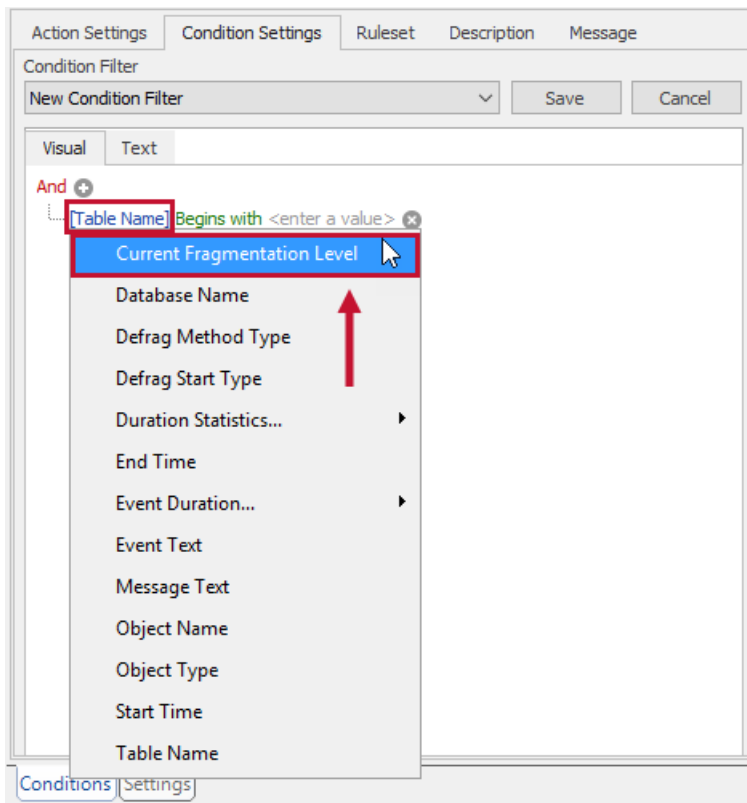 Action Settings Condition Settings Ruleset Description Message
Condition Filter
New Condition Filter Save Cancel
Visual Text
And
[Table Name] Begins with <enter a value>
Current Fragmentation Level
Database Name
Defrag Method Type
Defrag Start Type
Duration Statistics...
End Time
Event Duration...
Event Text
Message Text
Object Name
Object Type
Start Time
Table Name
Conditions Settings